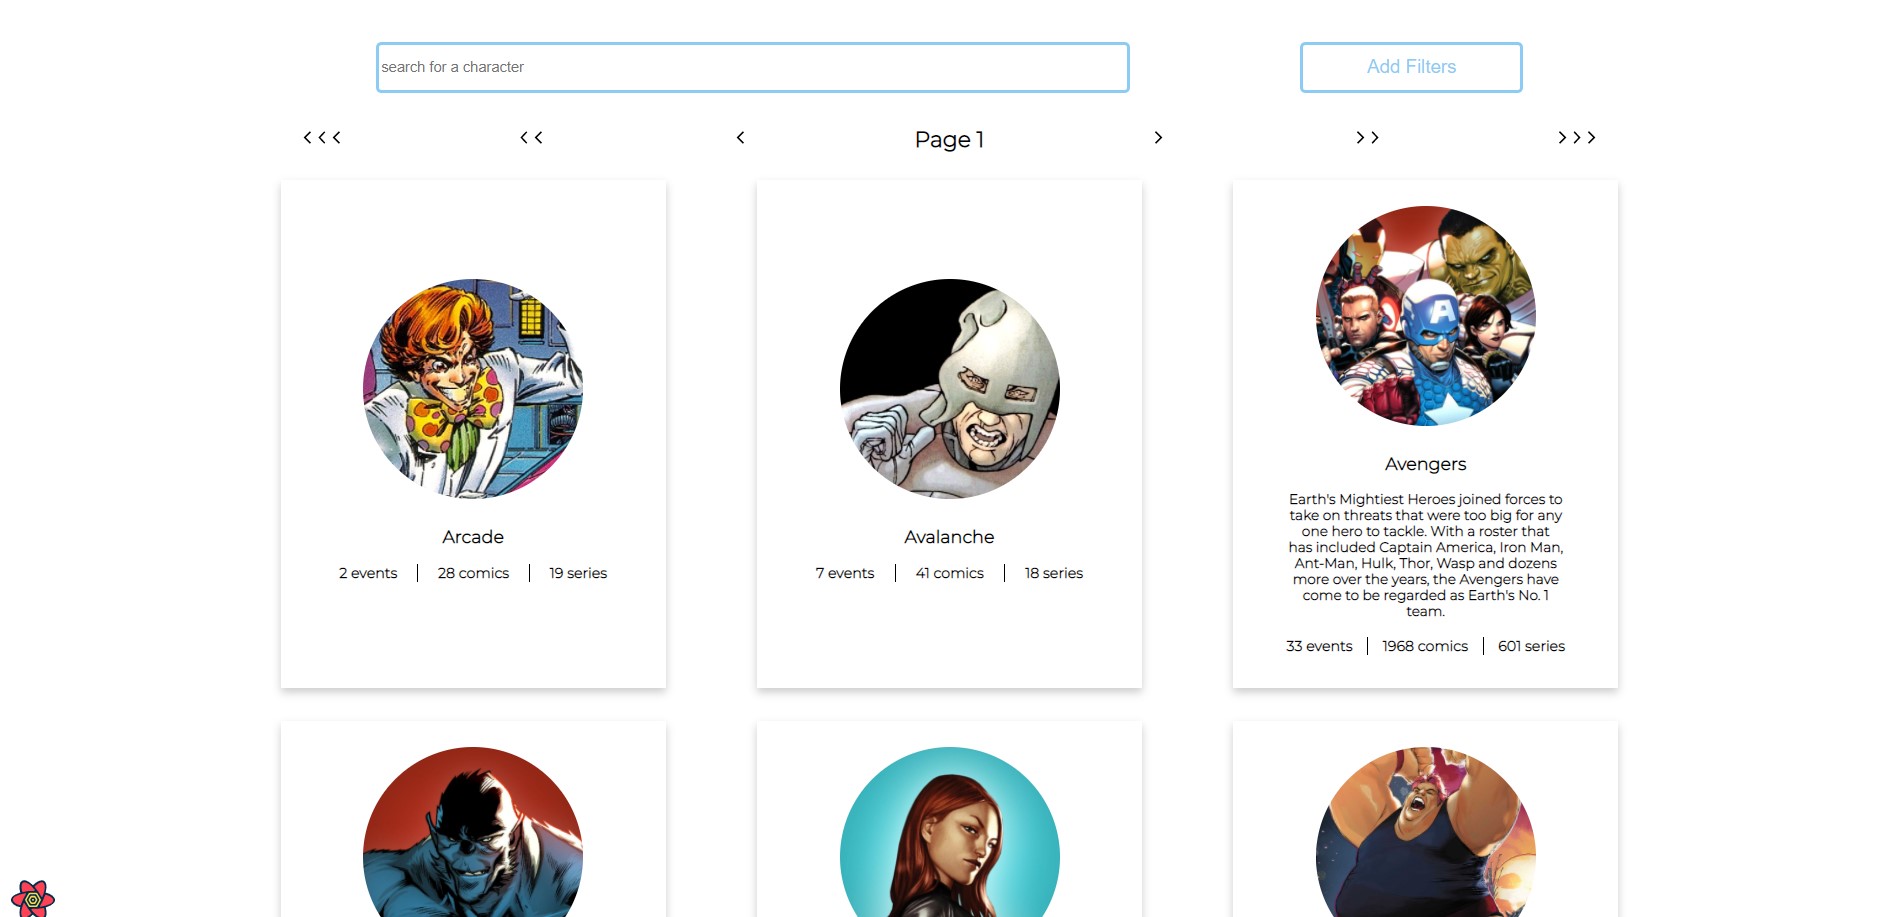 search for a character
Add Filters
‹ ‹ ‹ ‹ ‹ ‹ Page 1 › › › › › ›
Arcade
2 events | 28 comics | 19 series
Avalanche
7 events | 41 comics | 18 series
Avengers
Earth's Mightiest Heroes joined forces to
take on threats that were too big for any
one hero to tackle. With a roster that
has included Captain America, Iron Man,
Ant-Man, Hulk, Thor, Wasp and dozens
more over the years, the Avengers have
come to be regarded as Earth's No. 1
team.
33 events | 1968 comics | 601 series
A